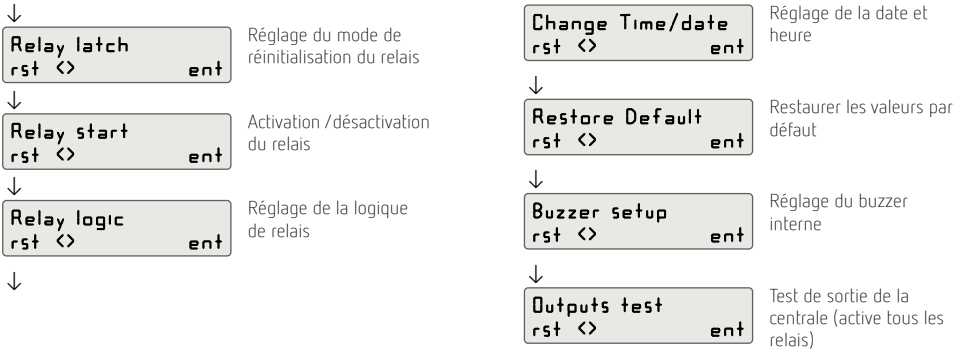 Relay latch
rst <> ent
Réglage du mode de
réinitialisation du relais
Relay start
rst <> ent
Activation /désactivation
du relais
Relay logic
rst <> ent
Réglage de la logique
de relais
Change Time/date
rst <> ent
Réglage de la date et
heure
Restore Default
rst <> ent
Restaurer les valeurs par
défaut
Buzzer setup
rst <> ent
Réglage du buzzer
interne
Outputs test
rst <> ent
Test de sortie de la
centrale (active tous les
relais)